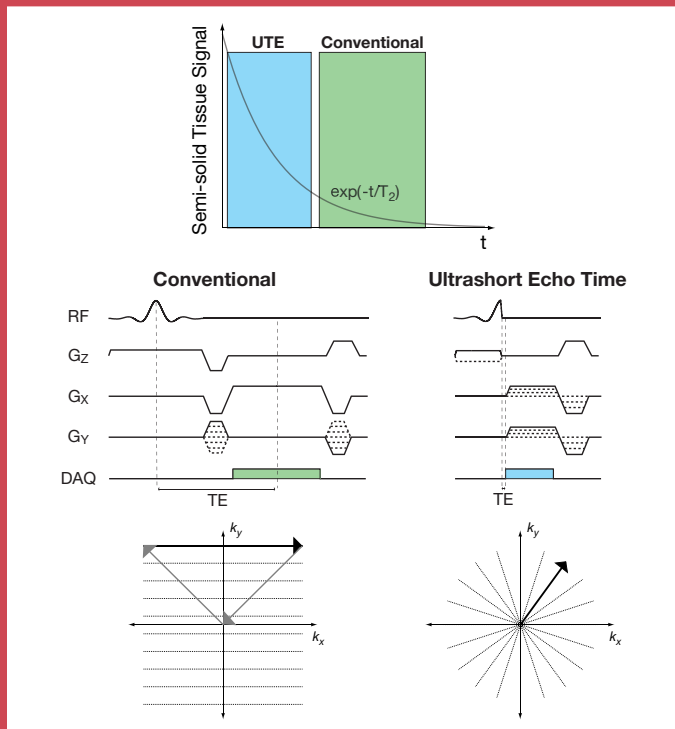 UTE Conventional
Semi-solid Tissue Signal
exp(-t/T₂)
t
Conventional
Ultrashort Echo Time
RF
Gz
Gx
GY
DAQ
TE
TE
ky
kx
ky
kx